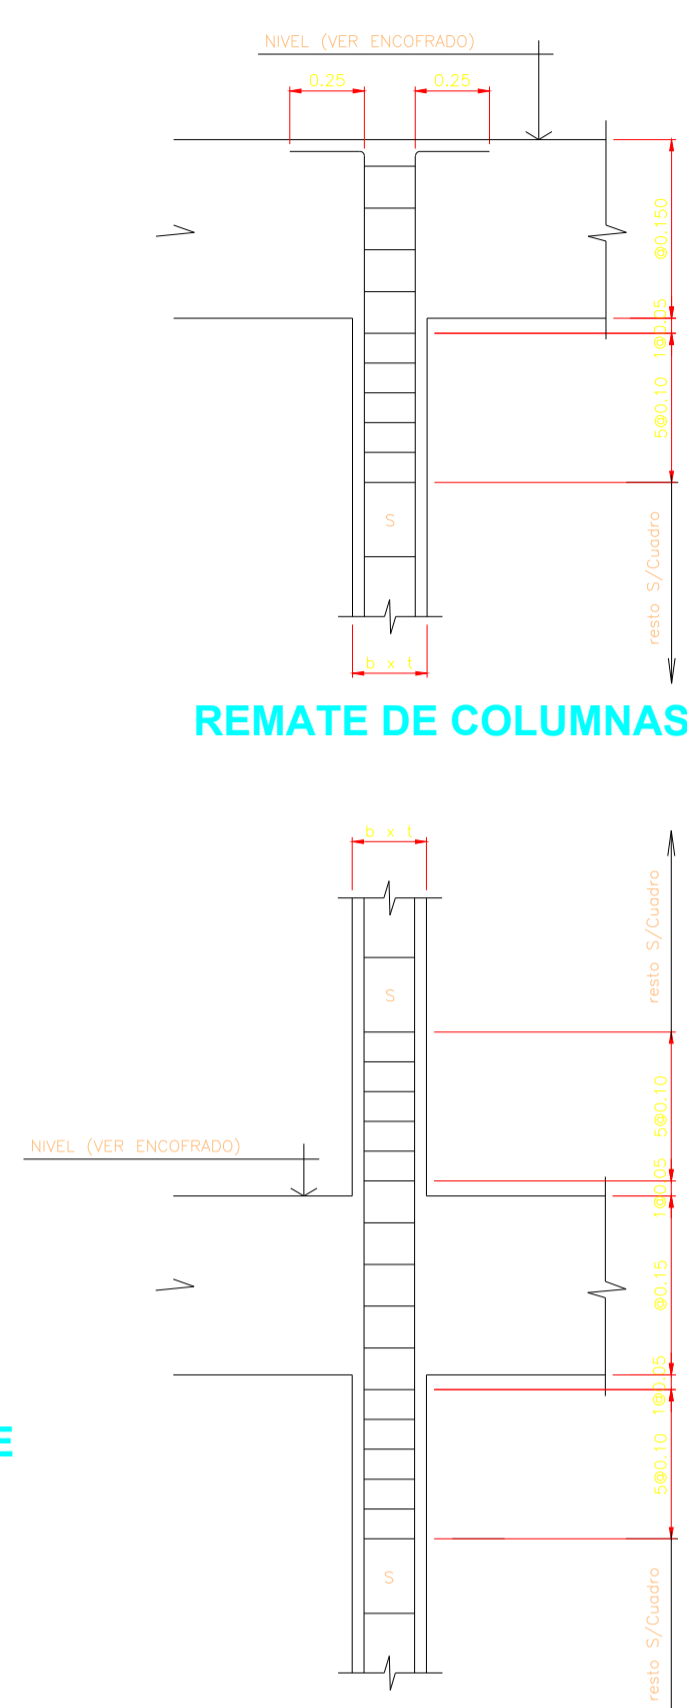 NIVEL (VER ENCOFRADO)
0.25 0.25
@0.150
1@0.05
5@0.10
S
resto S/Cuadro
b x t
REMATE DE COLUMNAS
b x t
resto S/Cuadro
S
5@0.10
NIVEL (VER ENCOFRADO)
1@0.05
@0.15
1@0.05
5@0.10
S
resto S/Cuadro